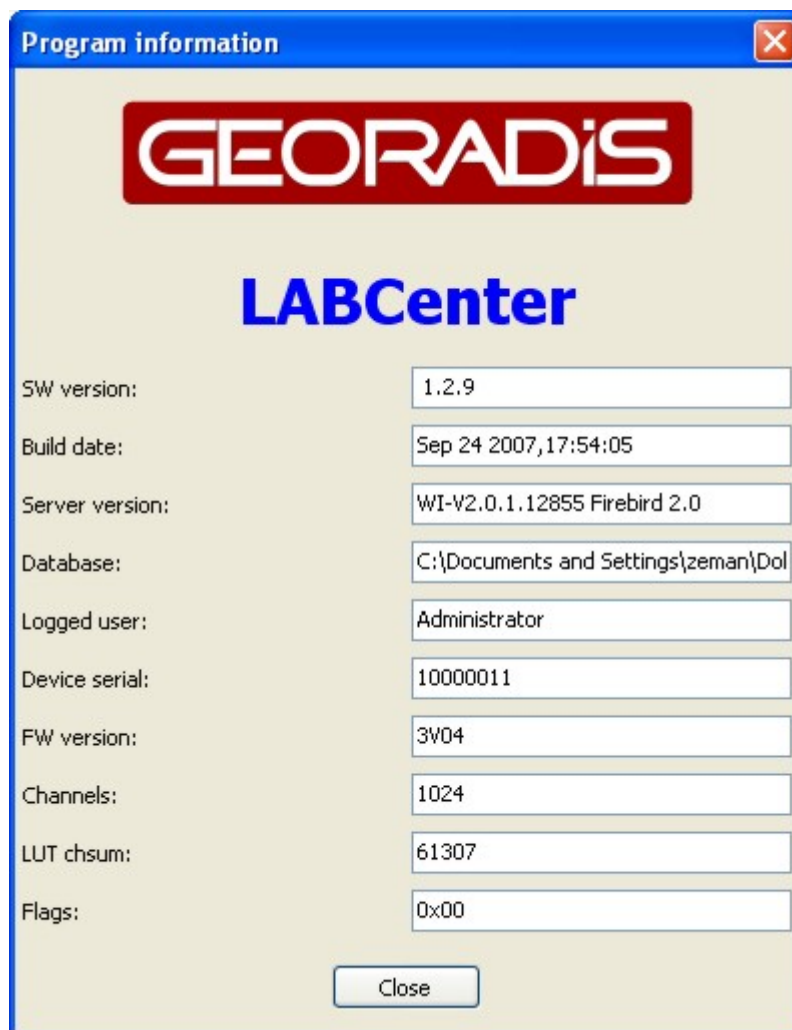 Program information
GEORADiS
LABCenter
SW version: 1.2.9
Build date: Sep 24 2007,17:54:05
Server version: WI-V2.0.1.12855 Firebird 2.0
Database: C:\Documents and Settings\zeman\Dol
Logged user: Administrator
Device serial: 10000011
FW version: 3V04
Channels: 1024
LUT chsum: 61307
Flags: 0x00
Close